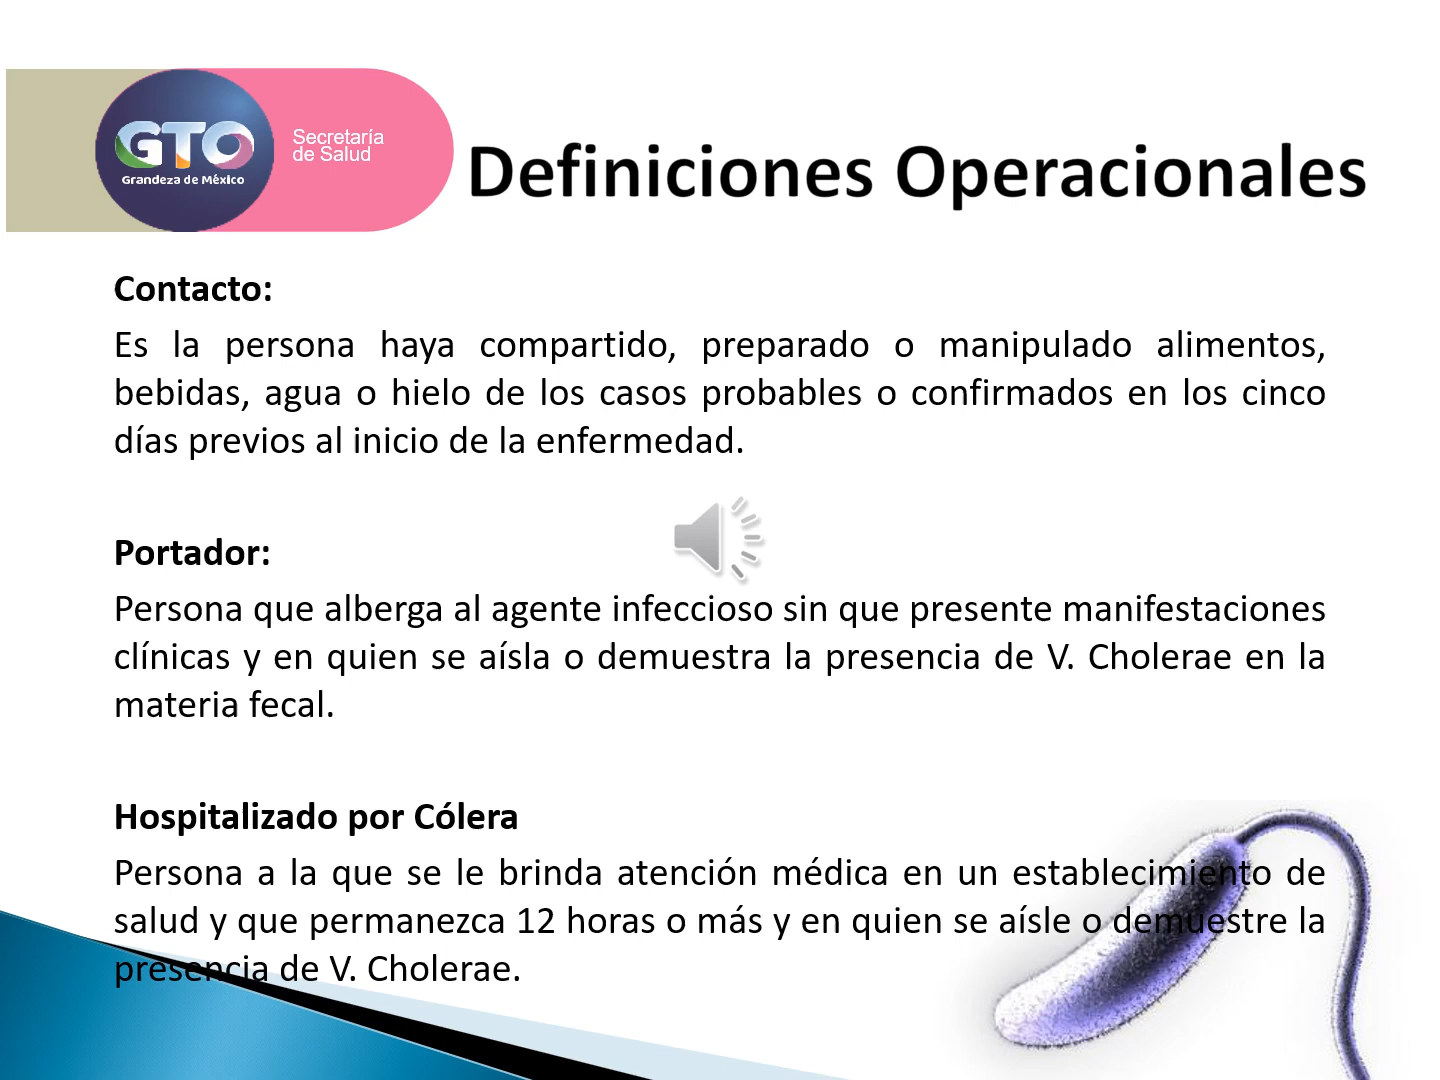 GTO
Grandeza de México
Secretaría
de Salud
Definiciones Operacionales
Contacto:
Es la persona haya compartido, preparado o manipulado alimentos,
bebidas, agua o hielo de los casos probables o confirmados en los cinco
días previos al inicio de la enfermedad.
Portador:
Persona que alberga al agente infeccioso sin que presente manifestaciones
clínicas y en quien se aísla o demuestra la presencia de V. Cholerae en la
materia fecal.
Hospitalizado por Cólera
Persona a la que se le brinda atención médica en un establecimiento de
salud y que permanezca 12 horas o más y en quien se aísle o demuestre la
presencia de V. Cholerae.